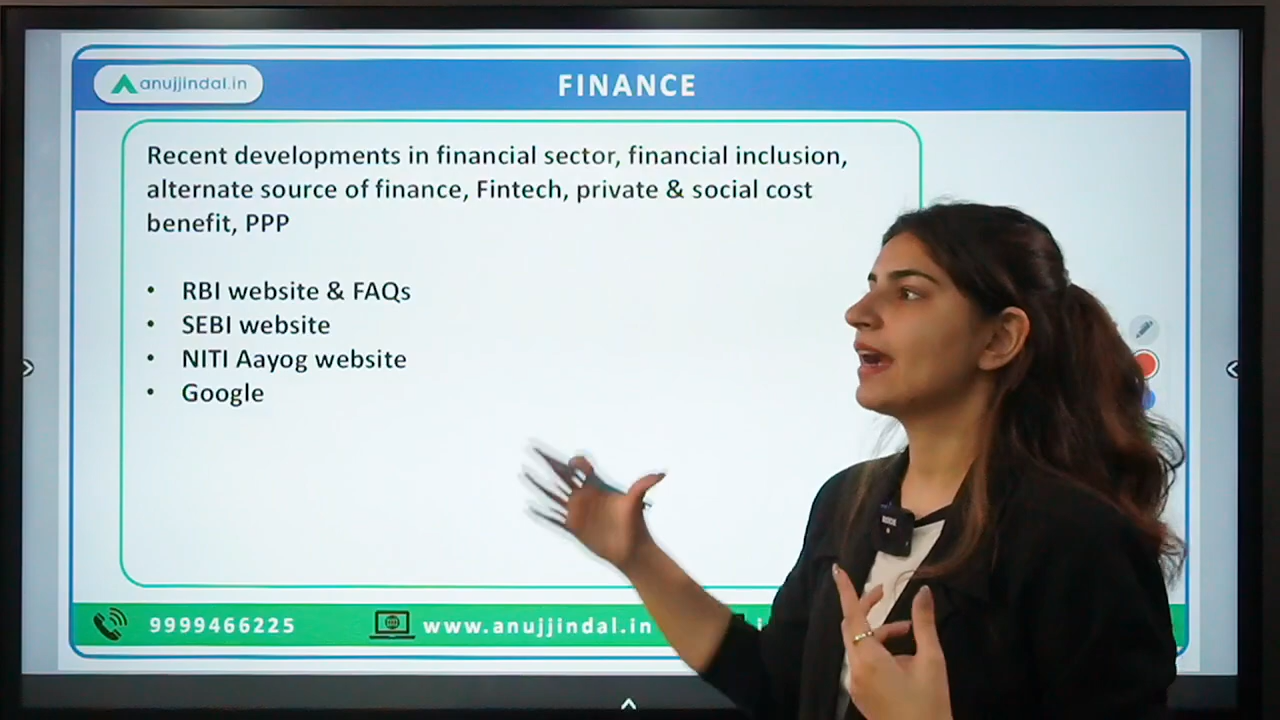 anujjindal.in
FINANCE
Recent developments in financial sector, financial inclusion,
alternate source of finance, Fintech, private & social cost
benefit, PPP
• RBI website & FAQs
• SEBI website
• NITI Aayog website
• Google
9999466225
www.anujjindal.in